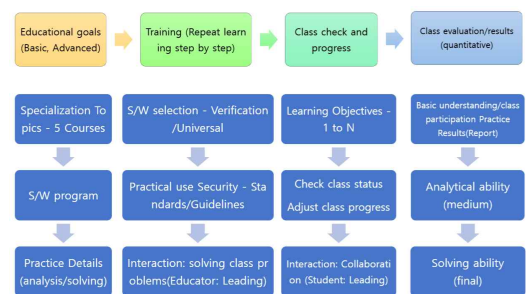 Educational goals
(Basic, Advanced)
Training (Repeat learn
ing step by step)
Class check and
progress
Class evaluation/results
(quantitative)
Specialization To
pics - 5 Courses
S/W selection - Verification
/Universal
Learning Objectives -
1 to N
Basic understanding/class
participation Practice
Results(Report)
S/W program
Practical use Security - Sta
ndards/Guidelines
Check class status
Adjust class progress
Analytical ability
(medium)
Practice Details
(analysis/solving)
Interaction: solving class pr
oblems(Educator: Leading)
Interaction: Collaborati
on (Student: Leading)
Solving ability
(final)